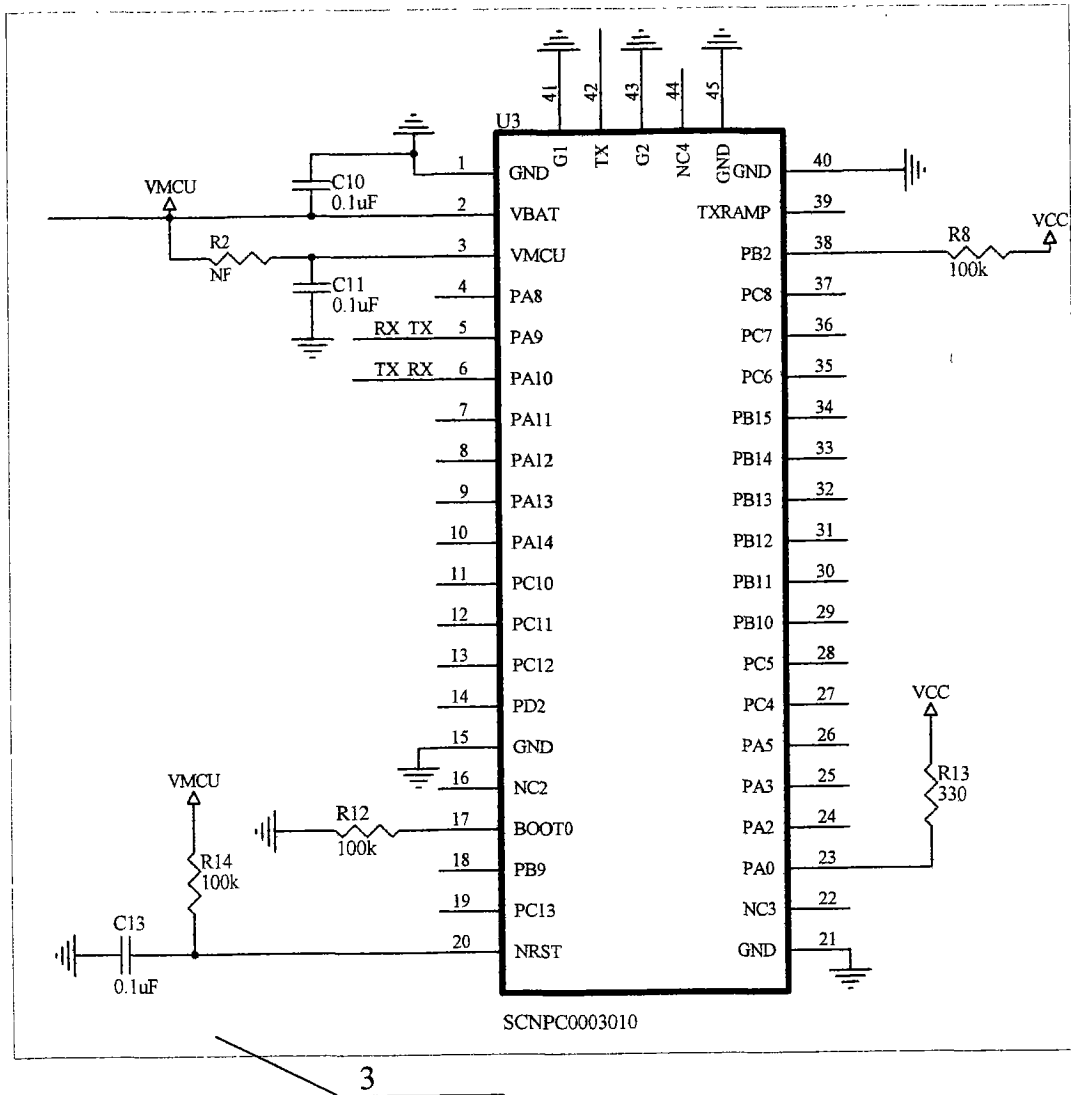 41
42
43
44
45
U3
G1
TX
G2
NC4
GND
1
GND
GND
40
C10
0.1uF
VMCU
2
VBAT
TXRAMP
39
R2
NF
3
VMCU
PB2
38
R8
100k
VCC
C11
0.1uF
4
PA8
PC8
37
RX TX
5
PA9
PC7
36
TX RX
6
PA10
PC6
35
7
PA11
PB15
34
8
PA12
PB14
33
9
PA13
PB13
32
10
PA14
PB12
31
11
PC10
PB11
30
12
PC11
PB10
29
13
PC12
PC5
28
14
PD2
PC4
27
VCC
15
GND
PA5
26
VMCU
16
NC2
PA3
25
R13
330
R12
100k
17
BOOT0
PA2
24
R14
100k
18
PB9
PA0
23
19
PC13
NC3
22
C13
0.1uF
20
NRST
GND
21
SCNPC0003010
3